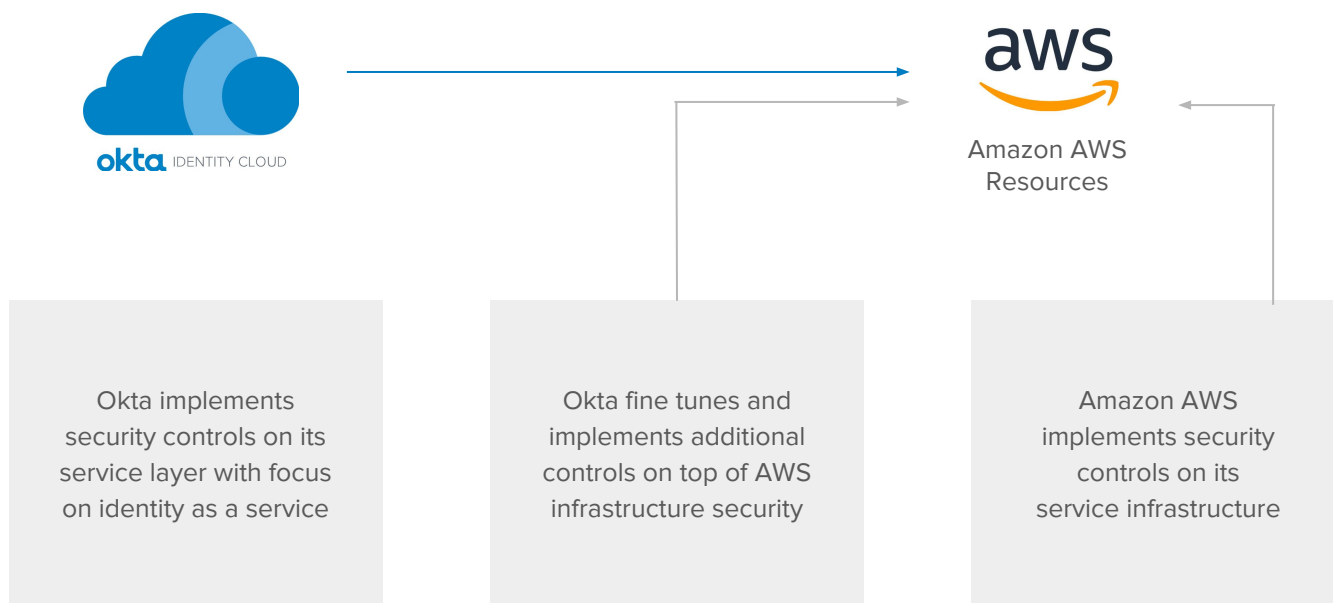 okta IDENTITY CLOUD
aws
Amazon AWS
Resources
Okta implements
security controls on its
service layer with focus
on identity as a service
Okta fine tunes and
implements additional
controls on top of AWS
infrastructure security
Amazon AWS
implements security
controls on its
service infrastructure